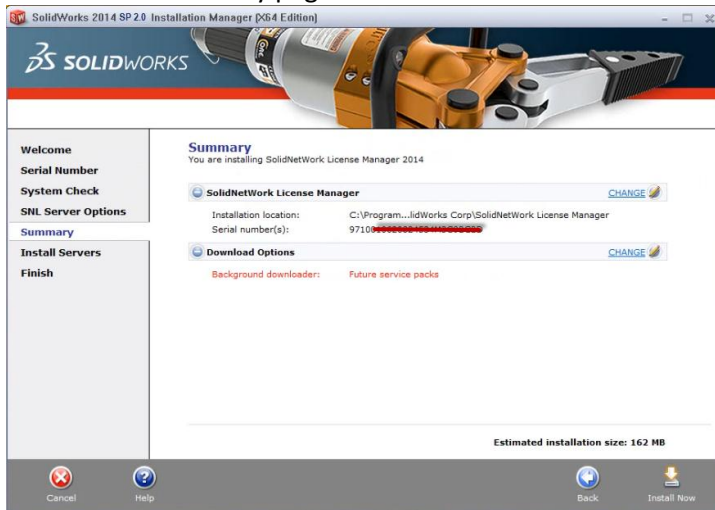 SolidWorks 2014 SP 2.0 Installation Manager (X64 Edition)
SOLIDWORKS
Welcome
Serial Number
System Check
SNL Server Options
Summary
Install Servers
Finish
Summary
You are installing SolidNetWork License Manager 2014
SolidNetWork License Manager CHANGE
Installation location: C:\Program...lidWorks Corp\SolidNetWork License Manager
Serial number(s):
Download Options CHANGE
Background downloader: Future service packs
Estimated installation size: 162 MB
Cancel Help Back Install Now